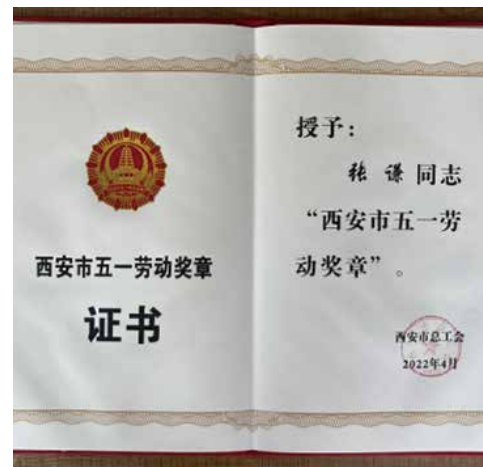 西安市五一劳动奖章
证书
授予：
张谦同志
“西安市五一劳
动奖章”。
西安市总工会
2022年4月